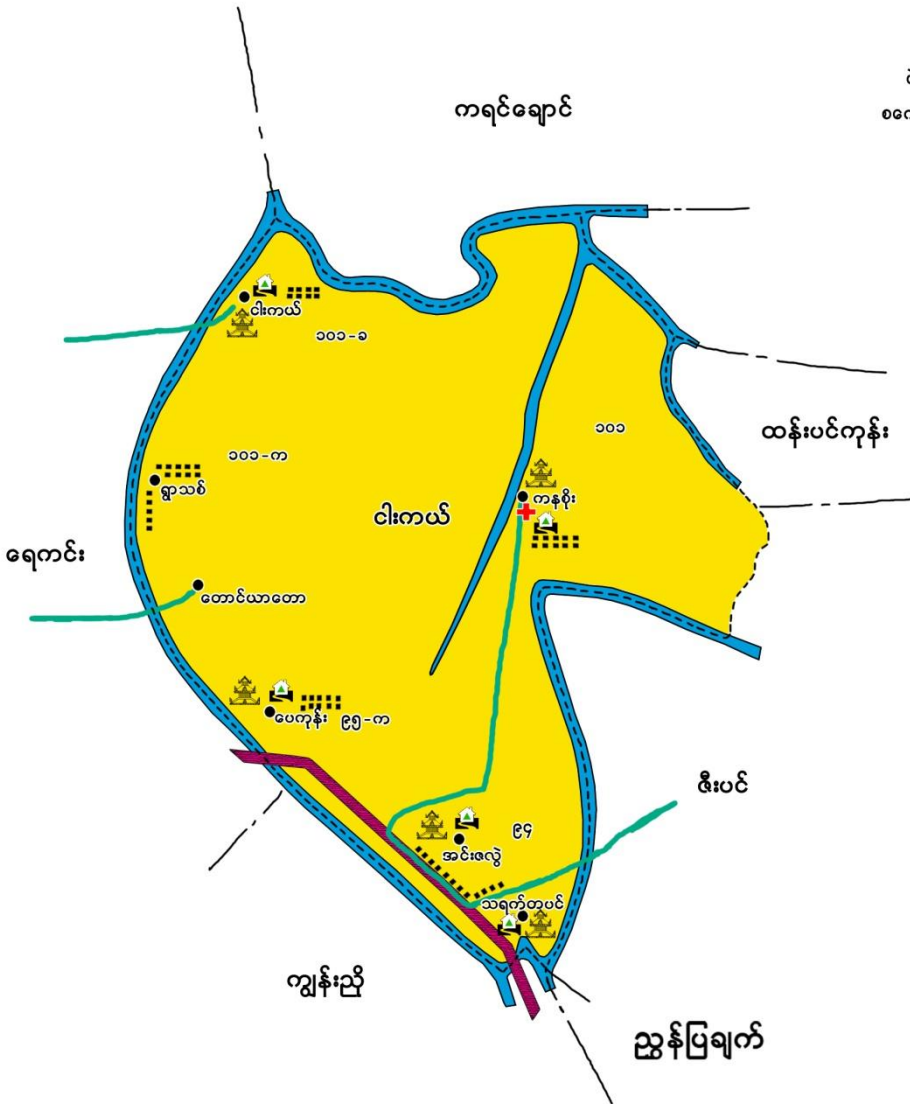 ကရင်ချောင်
ငါးကယ်
၁၀၁-ခ
၁၀၁
ထန်းပင်ကုန်း
၁၀၁-က
ရွာသစ်
ကနစိုး
ငါးကယ်
ရေကင်း
တောင်ယာတော
ပေကုန်း ၉၅-က
ဇီးပင်
၉၄
အင်းဇလွဲ
သရက်တပင်
ကျွန်းညို
ညွှန်ပြချက်